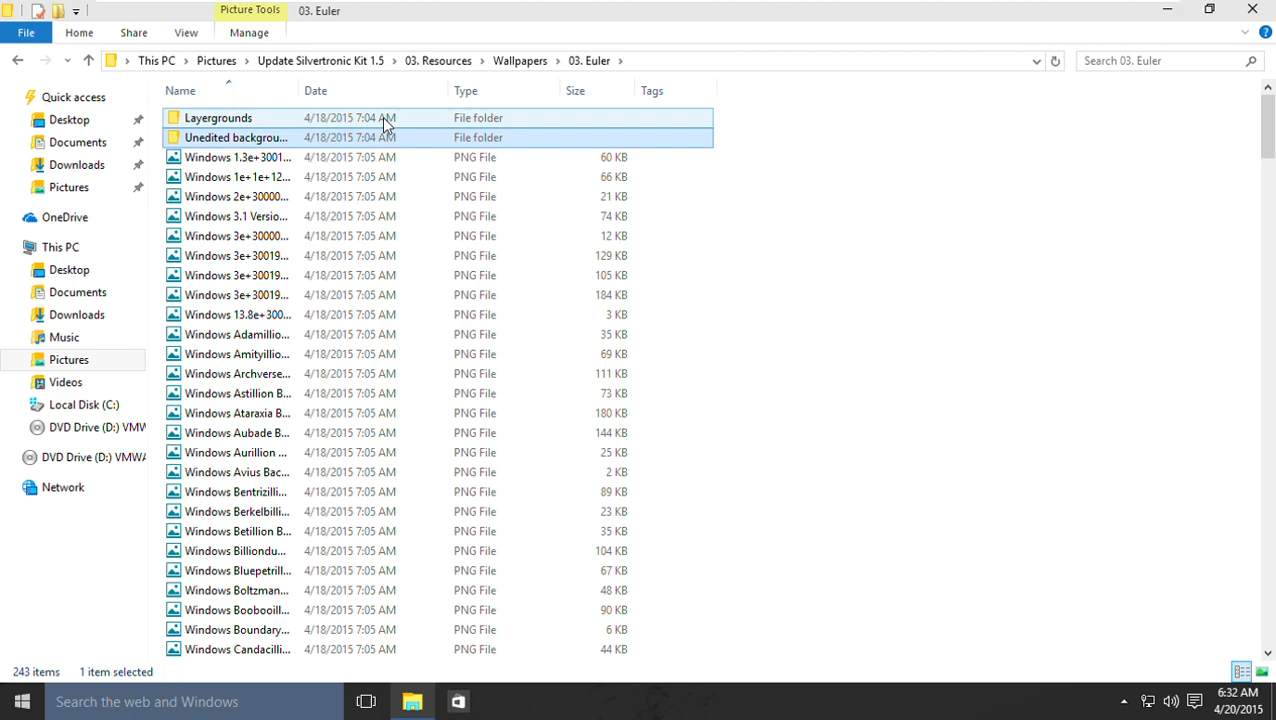 Picture Tools 03. Euler
File Home Share View Manage
This PC Pictures Update Silvertronic Kit 1.5 03. Resources Wallpapers 03. Euler Search 03. Euler
Name Date Type Size Tags
Quick access
Desktop
Documents
Downloads
Pictures
OneDrive
This PC
Desktop
Documents
Downloads
Music
Pictures
Videos
Local Disk (C:)
DVD Drive (D:) VMWA
DVD Drive (D:) VMWA
Network
Layergrounds 4/18/2015 7:04 AM File folder
Unedited backgrou... 4/18/2015 7:04 AM File folder
Windows 1.3e+3001... 4/18/2015 7:05 AM PNG File 60 KB
Windows 1e+1e+12... 4/18/2015 7:05 AM PNG File 66 KB
Windows 2e+30000... 4/18/2015 7:05 AM PNG File 21 KB
Windows 3.1 Versio... 4/18/2015 7:05 AM PNG File 74 KB
Windows 3e+30000... 4/18/2015 7:05 AM PNG File 12 KB
Windows 3e+30019... 4/18/2015 7:05 AM PNG File 129 KB
Windows 3e+30019... 4/18/2015 7:05 AM PNG File 105 KB
Windows 3e+30019... 4/18/2015 7:05 AM PNG File 184 KB
Windows 13.8e+300... 4/18/2015 7:05 AM PNG File 3 KB
Windows Adamillio... 4/18/2015 7:05 AM PNG File 35 KB
Windows Amityillio... 4/18/2015 7:05 AM PNG File 69 KB
Windows Archverse... 4/18/2015 7:05 AM PNG File 111 KB
Windows Astillion B... 4/18/2015 7:05 AM PNG File 73 KB
Windows Ataraxia B... 4/18/2015 7:05 AM PNG File 180 KB
Windows Aubade B... 4/18/2015 7:05 AM PNG File 144 KB
Windows Aurillion ... 4/18/2015 7:05 AM PNG File 25 KB
Windows Avius Bac... 4/18/2015 7:05 AM PNG File 2 KB
Windows Bentrizilli... 4/18/2015 7:05 AM PNG File 89 KB
Windows Berkelbilli... 4/18/2015 7:05 AM PNG File 23 KB
Windows Betillion B... 4/18/2015 7:05 AM PNG File 35 KB
Windows Billiondu... 4/18/2015 7:05 AM PNG File 104 KB
Windows Bluepetrill... 4/18/2015 7:05 AM PNG File 67 KB
Windows Boltzman... 4/18/2015 7:05 AM PNG File 48 KB
Windows Boobooill... 4/18/2015 7:05 AM PNG File 90 KB
Windows Boundary... 4/18/2015 7:05 AM PNG File 6 KB
Windows Candacilli... 4/18/2015 7:05 AM PNG File 44 KB
243 items 1 item selected
Search the web and Windows
6:32 AM
4/20/2015